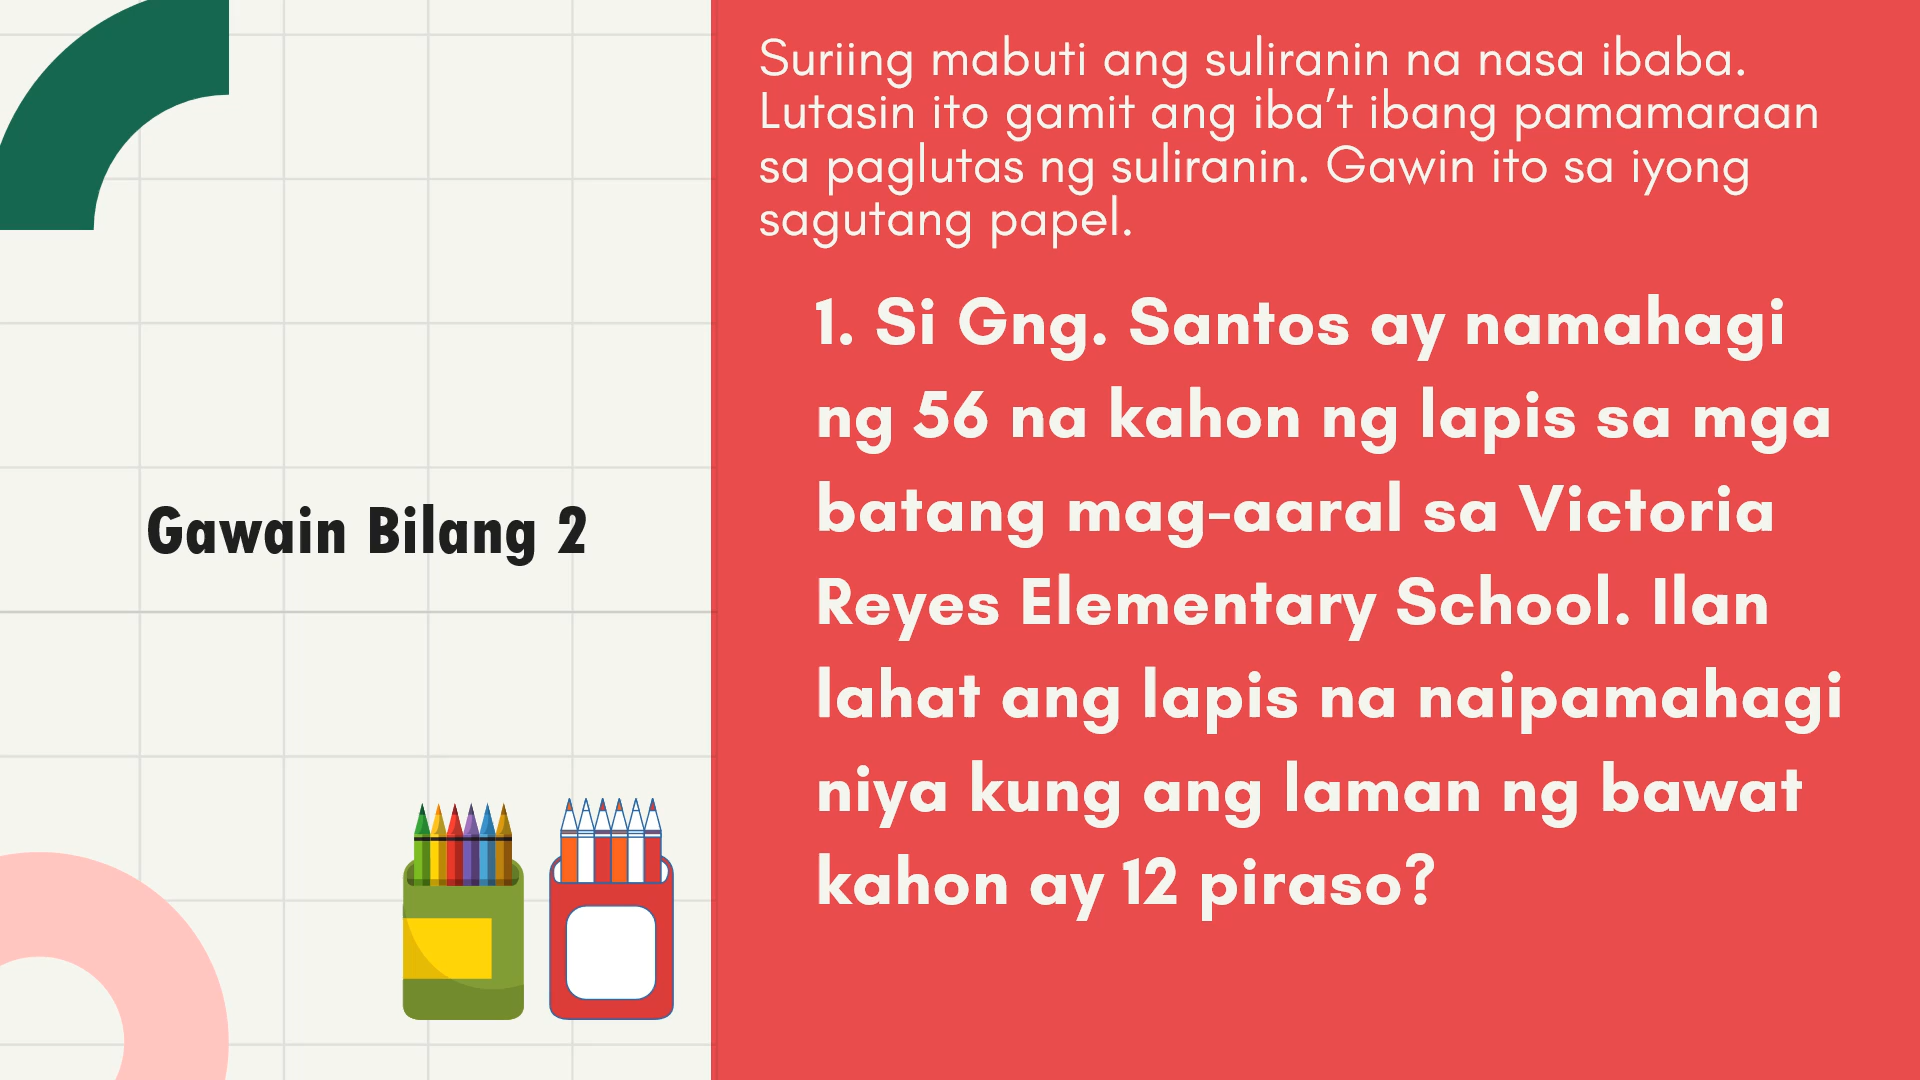 Gawain Bilang 2
Suriing mabuti ang suliranin na nasa ibaba.
Lutasin ito gamit ang iba't ibang pamamaraan
sa paglutas ng suliranin. Gawin ito sa iyong
sagutang papel.
1. Si Gng. Santos ay namahagi
ng 56 na kahon ng lapis sa mga
batang mag-aaral sa Victoria
Reyes Elementary School. Ilan
lahat ang lapis na naipamahagi
niya kung ang laman ng bawat
kahon ay 12 piraso?